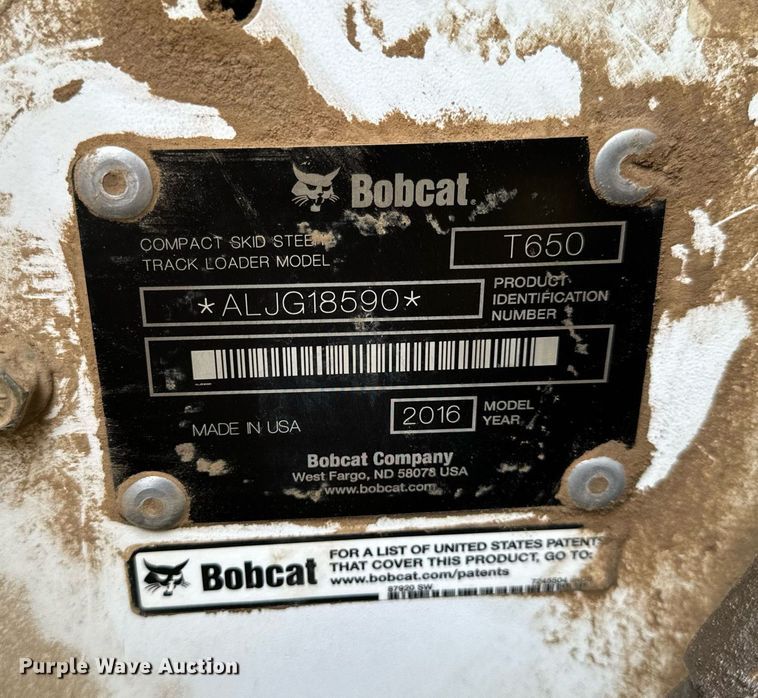 Bobcat
COMPACT SKID STEER
TRACK LOADER MODEL
T650
*ALJG18590*
PRODUCT
IDENTIFICATION
NUMBER
MADE IN USA
2016
MODEL
YEAR
Bobcat Company
West Fargo, ND 58078 USA
www.bobcat.com
Bobcat
FOR A LIST OF UNITED STATES PATENTS
THAT COVER THIS PRODUCT, GO TO:
www.bobcat.com/patents
87920 SW
Purple Wave Auction